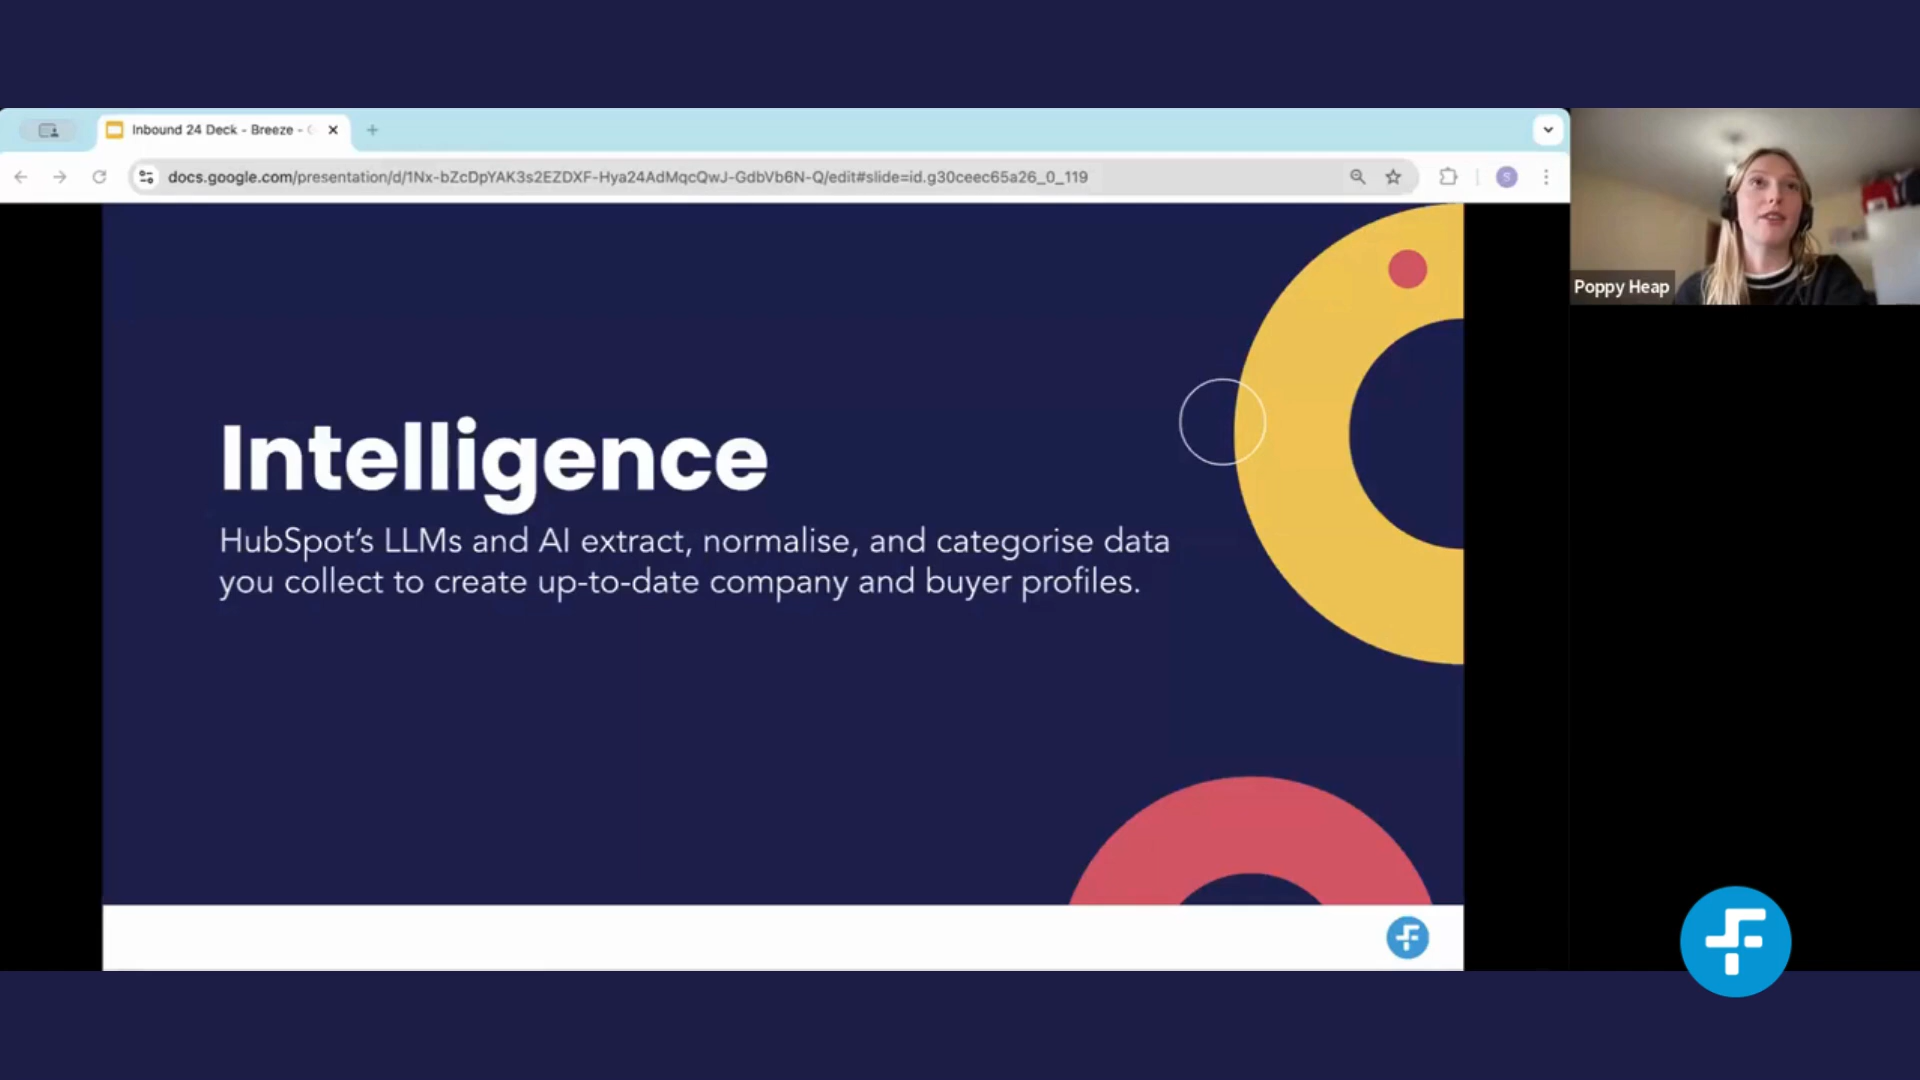 Inbound 24 Deck - Breeze -
docs.google.com/presentation/d/1Nx-bZcDpYAK3s2EZDXF-Hya24AdMqcQwJ-GdbVb6N-Q/edit#slide=id.g30ceec65a26_0_119
S
Poppy Heap
Intelligence
HubSpot's LLMs and AI extract, normalise, and categorise data
you collect to create up-to-date company and buyer profiles.